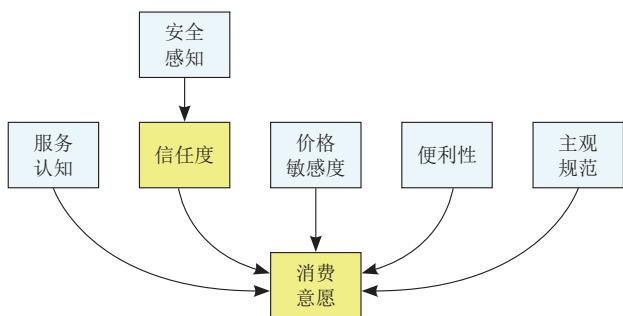 安全
感知
服务
认知
信任度
价格
敏感度
便利性
主观
规范
消费
意愿